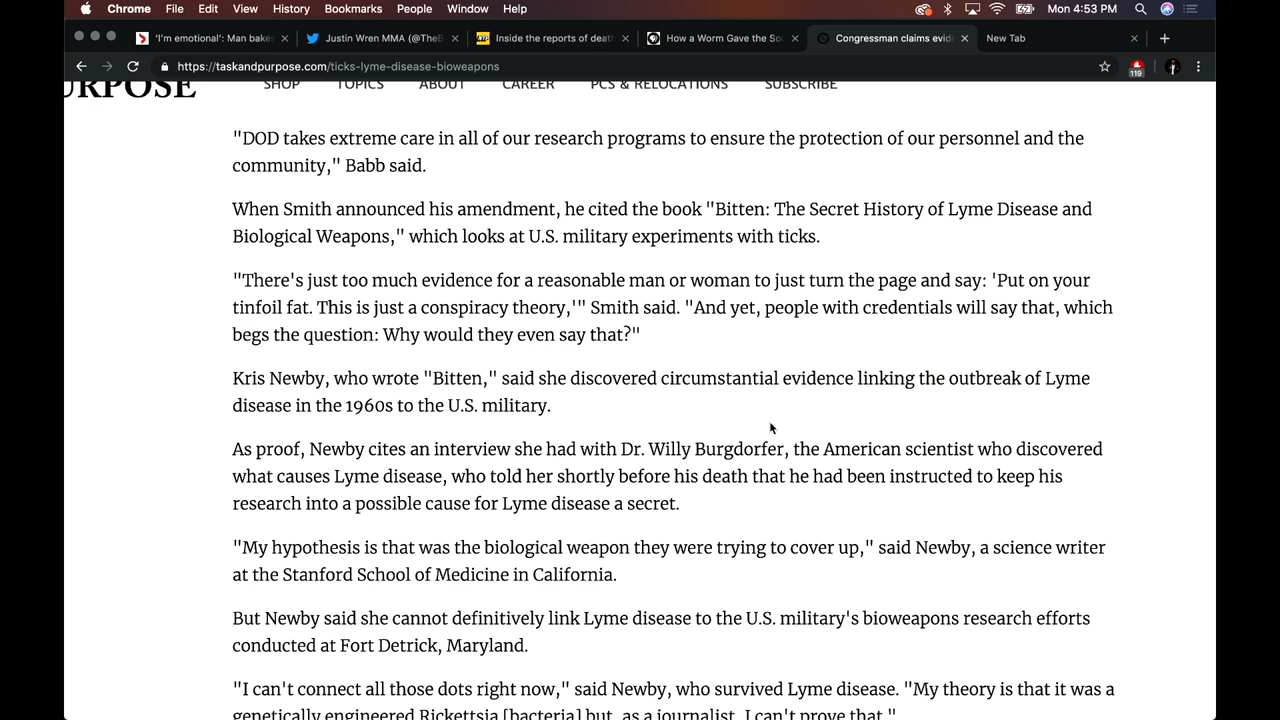 Chrome File Edit View History Bookmarks People Window Help Mon 4:53 PM
'I'm emotional': Man bakes Justin Wren MMA (@TheB Inside the reports of death How a Worm Gave the So Congressman claims evid New Tab
https://taskandpurpose.com/ticks-lyme-disease-bioweapons 119
URPOSE SHOP TOPICS ABOUT CAREER PCS & RELOCATIONS SUBSCRIBE
"DOD takes extreme care in all of our research programs to ensure the protection of our personnel and the
community," Babb said.
When Smith announced his amendment, he cited the book "Bitten: The Secret History of Lyme Disease and
Biological Weapons," which looks at U.S. military experiments with ticks.
"There's just too much evidence for a reasonable man or woman to just turn the page and say: 'Put on your
tinfoil fat. This is just a conspiracy theory,'" Smith said. "And yet, people with credentials will say that, which
begs the question: Why would they even say that?"
Kris Newby, who wrote "Bitten," said she discovered circumstantial evidence linking the outbreak of Lyme
disease in the 1960s to the U.S. military.
As proof, Newby cites an interview she had with Dr. Willy Burgdorfer, the American scientist who discovered
what causes Lyme disease, who told her shortly before his death that he had been instructed to keep his
research into a possible cause for Lyme disease a secret.
"My hypothesis is that was the biological weapon they were trying to cover up," said Newby, a science writer
at the Stanford School of Medicine in California.
But Newby said she cannot definitively link Lyme disease to the U.S. military's bioweapons research efforts
conducted at Fort Detrick, Maryland.
"I can't connect all those dots right now," said Newby, who survived Lyme disease. "My theory is that it was a
genetically engineered Rickettsia [bacteria] but, as a journalist, I can't prove that."